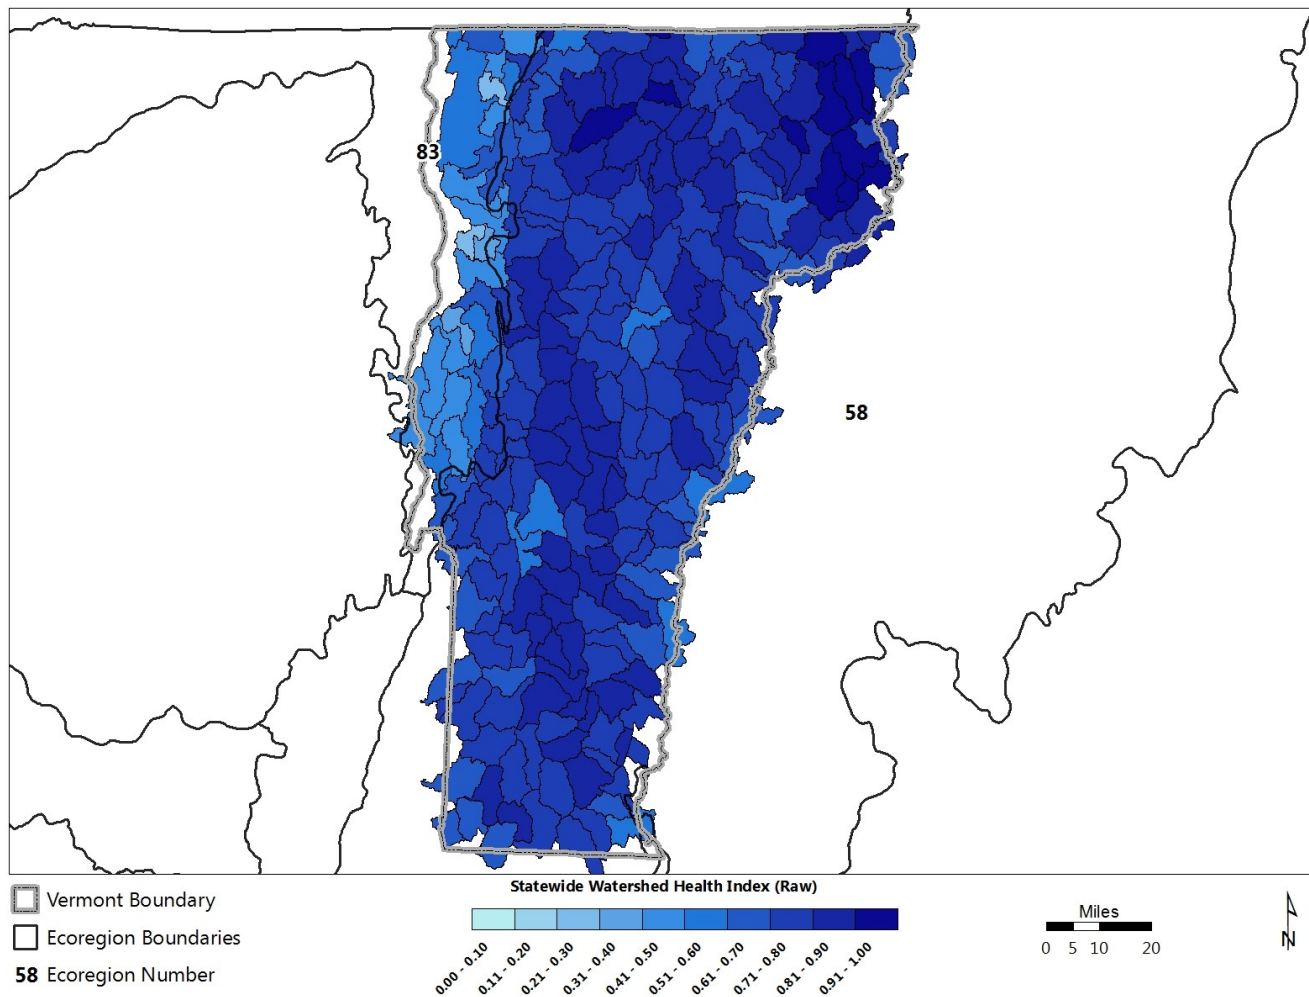 83
58
Vermont Boundary
Ecoregion Boundaries
58 Ecoregion Number
Statewide Watershed Health Index (Raw)
0.00 - 0.10
0.11 - 0.20
0.21 - 0.30
0.31 - 0.40
0.41 - 0.50
0.51 - 0.60
0.61 - 0.70
0.71 - 0.80
0.81 - 0.90
0.91 - 1.00
Miles
0 5 10 20
N